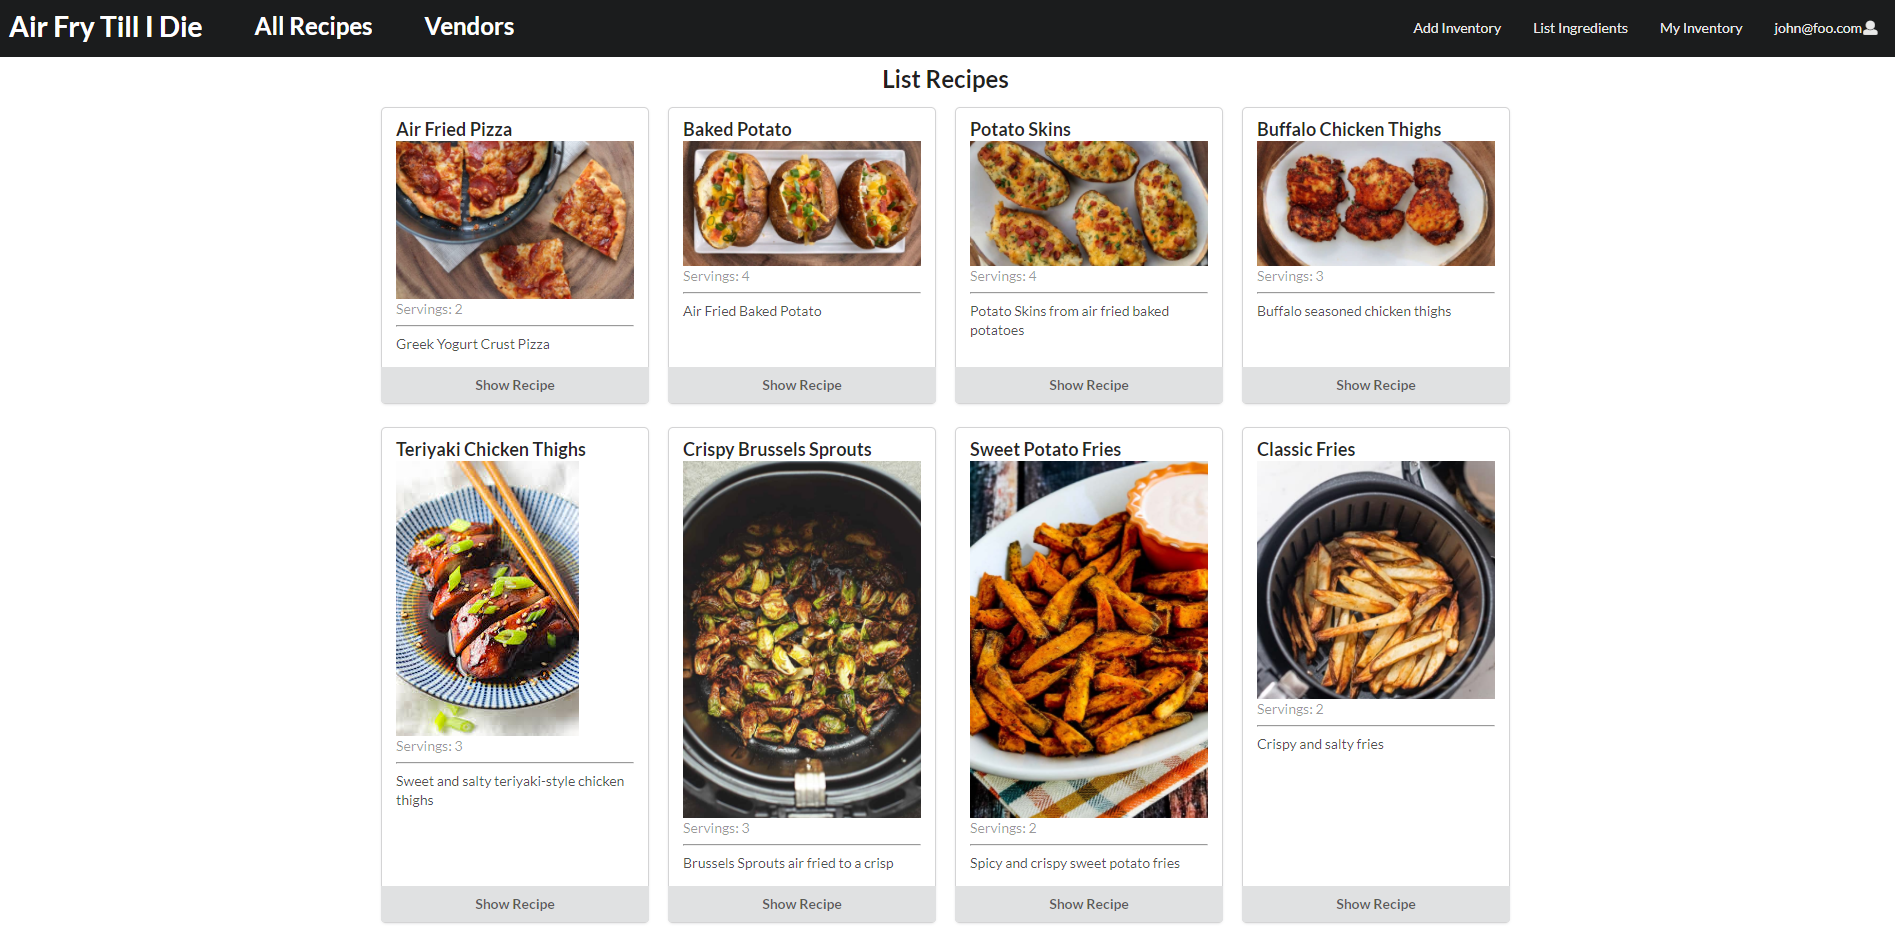 Air Fry Till I Die
All Recipes
Vendors
Add Inventory
List Ingredients
My Inventory
john@foo.com
List Recipes
Air Fried Pizza
Servings: 2
Greek Yogurt Crust Pizza
Show Recipe
Baked Potato
Servings: 4
Air Fried Baked Potato
Show Recipe
Potato Skins
Servings: 4
Potato Skins from air fried baked
potatoes
Show Recipe
Buffalo Chicken Thighs
Servings: 3
Buffalo seasoned chicken thighs
Show Recipe
Teriyaki Chicken Thighs
Servings: 3
Sweet and salty teriyaki-style chicken
thighs
Show Recipe
Crispy Brussels Sprouts
Servings: 3
Brussels Sprouts air fried to a crisp
Show Recipe
Sweet Potato Fries
Servings: 2
Spicy and crispy sweet potato fries
Show Recipe
Classic Fries
Servings: 2
Crispy and salty fries
Show Recipe